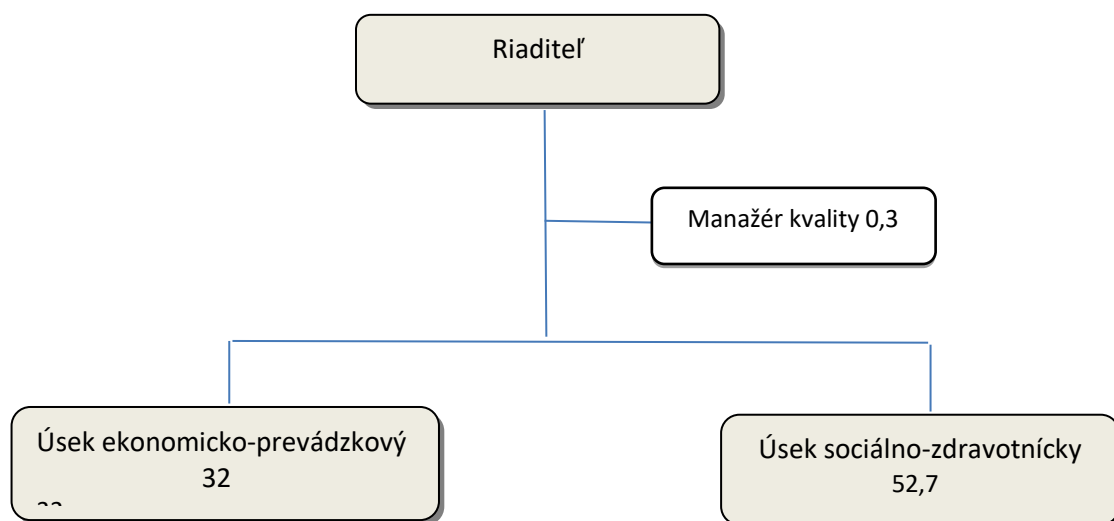 Riaditeľ
Manažér kvality 0,3
Úsek ekonomicko-prevádzkový
32
Úsek sociálno-zdravotnícky
52,7